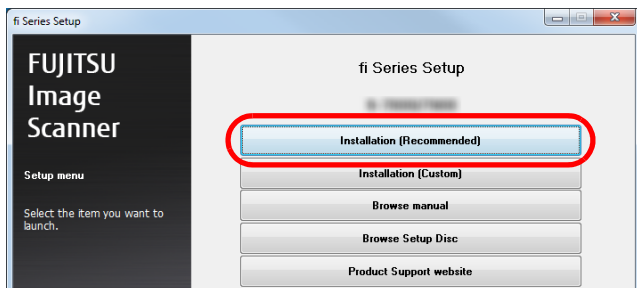 fi Series Setup
FUJITSU
Image
Scanner
Setup menu
Select the item you want to
launch.
fi Series Setup
Installation (Recommended)
Installation (Custom)
Browse manual
Browse Setup Disc
Product Support website